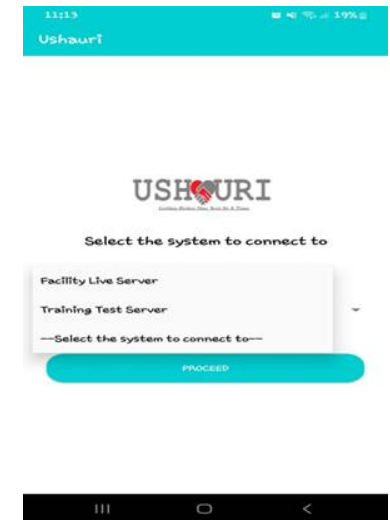 11:13 19%
Ushauri
USHAURI
Select the system to connect to
Facility Live Server
Training Test Server
--Select the system to connect to--
PROCEED